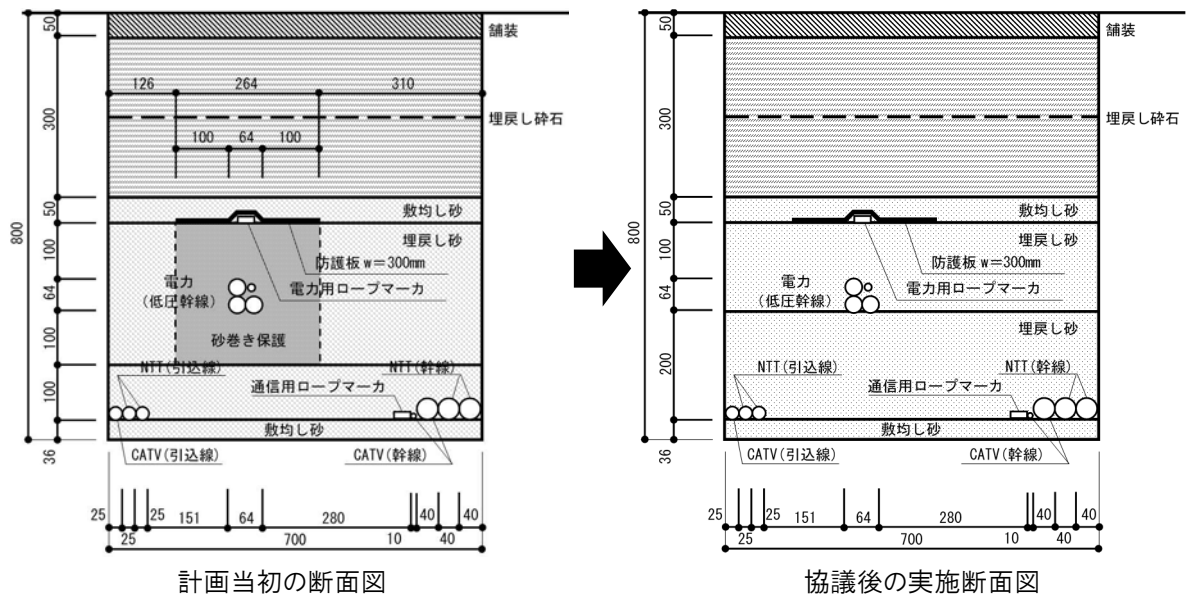 50
舗装
126
264
310
300
埋戻し砕石
100
64
100
800
50
敷均し砂
埋戻し砂
100
防護板 w=300mm
電力
(低圧幹線)
電力用ロープマーカ
64
100
砂巻き保護
NTT(引込線)
NTT(幹線)
通信用ロープマーカ
100
敷均し砂
36
CATV(引込線)
CATV(幹線)
25
25
25
151
64
280
10
40
40
40
700
計画当初の断面図
50
舗装
300
埋戻し砕石
800
50
敷均し砂
埋戻し砂
100
防護板 w=300mm
電力
(低圧幹線)
電力用ロープマーカ
64
埋戻し砂
200
NTT(引込線)
NTT(幹線)
通信用ロープマーカ
敷均し砂
36
CATV(引込線)
CATV(幹線)
25
25
25
151
64
280
10
40
40
40
700
協議後の実施断面図